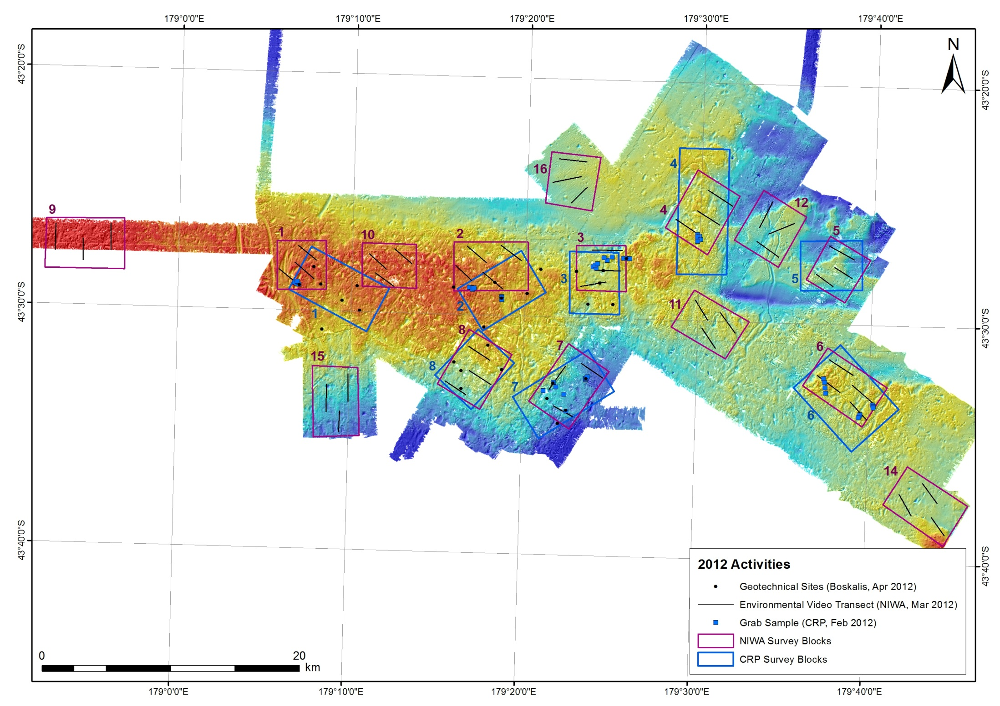 179°0'0"E
179°10'0"E
179°20'0"E
179°30'0"E
179°40'0"E
43°20'0"S
N
43°20'0"S
16
4
4
12
9
1
10
2
3
5
3
5
43°30'0"S
2
11
1
43°30'0"S
8
7
6
15
8
7
6
14
43°40'0"S
43°40'0"S
2012 Activities
Geotechnical Sites (Boskalis, Apr 2012)
Environmental Video Transect (NIWA, Mar 2012)
Grab Sample (CRP, Feb 2012)
NIWA Survey Blocks
CRP Survey Blocks
0 20
km
179°0'0"E
179°10'0"E
179°20'0"E
179°30'0"E
179°40'0"E